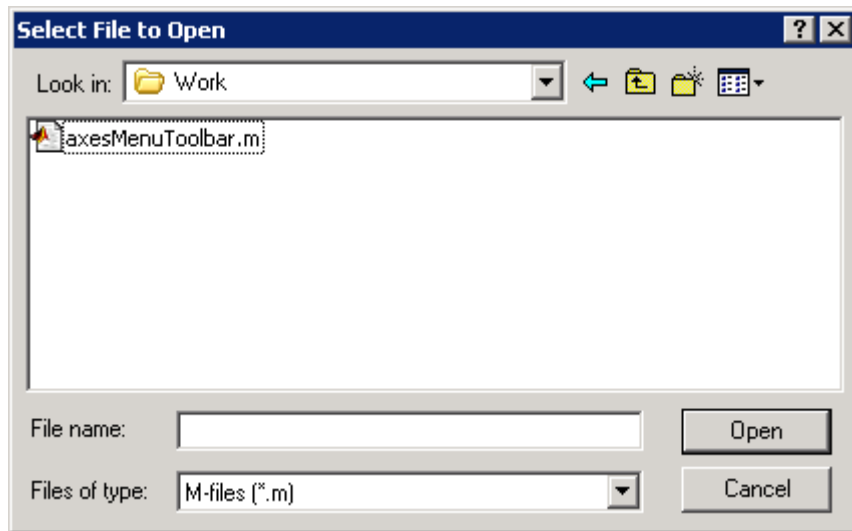 Select File to Open
Look in: Work
axesMenuToolbar.m
File name: Open
Files of type: M-files (*.m) Cancel